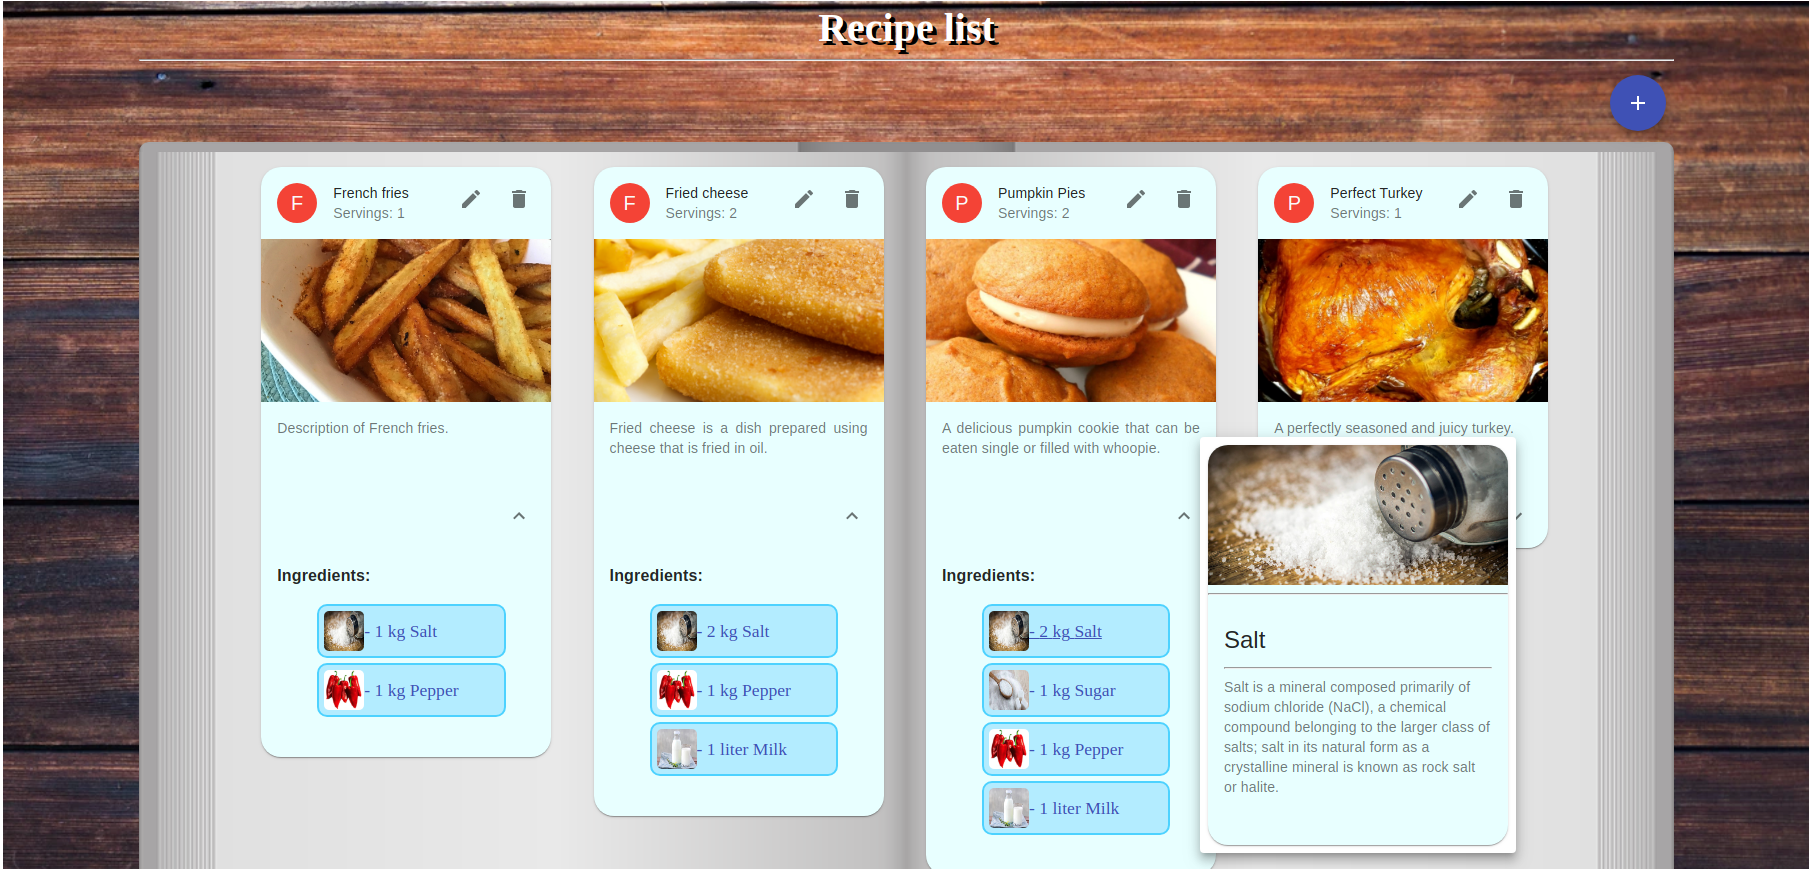 Recipe list
+
F
French fries
Servings: 1
Description of French fries.
Ingredients:
- 1 kg Salt
- 1 kg Pepper
F
Fried cheese
Servings: 2
Fried cheese is a dish prepared using
cheese that is fried in oil.
Ingredients:
- 2 kg Salt
- 1 kg Pepper
- 1 liter Milk
P
Pumpkin Pies
Servings: 2
A delicious pumpkin cookie that can be
eaten single or filled with whoopie.
Ingredients:
- 2 kg Salt
- 1 kg Sugar
- 1 kg Pepper
- 1 liter Milk
P
Perfect Turkey
Servings: 1
A perfectly seasoned and juicy turkey.
Salt
Salt is a mineral composed primarily of
sodium chloride (NaCl), a chemical
compound belonging to the larger class of
salts; salt in its natural form as a
crystalline mineral is known as rock salt
or halite.